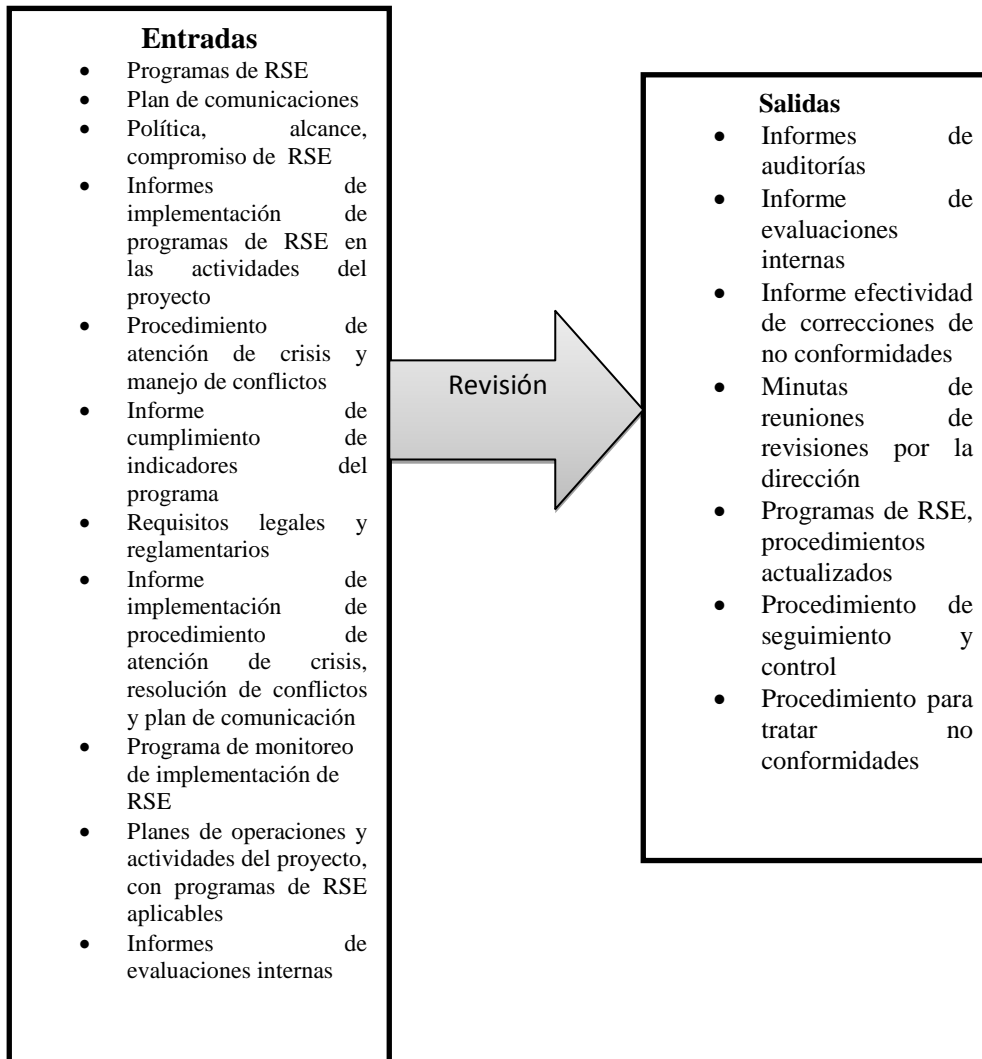 Entradas
• Programas de RSE
• Plan de comunicaciones
• Política, alcance,
compromiso de RSE
• Informes de
implementación de
programas de RSE en
las actividades del
proyecto
• Procedimiento de
atención de crisis y
manejo de conflictos
• Informe de
cumplimiento de
indicadores del
programa
• Requisitos legales y
reglamentarios
• Informe de
implementación de
procedimiento de
atención de crisis,
resolución de conflictos
y plan de comunicación
• Programa de monitoreo
de implementación de
RSE
• Planes de operaciones y
actividades del proyecto,
con programas de RSE
aplicables
• Informes de
evaluaciones internas
Revisión
Salidas
• Informes de
auditorías
• Informe de
evaluaciones
internas
• Informe efectividad
de correcciones de
no conformidades
• Minutas de
reuniones de
revisiones por la
dirección
• Programas de RSE,
procedimientos
actualizados
• Procedimiento de
seguimiento y
control
• Procedimiento para
tratar no
conformidades